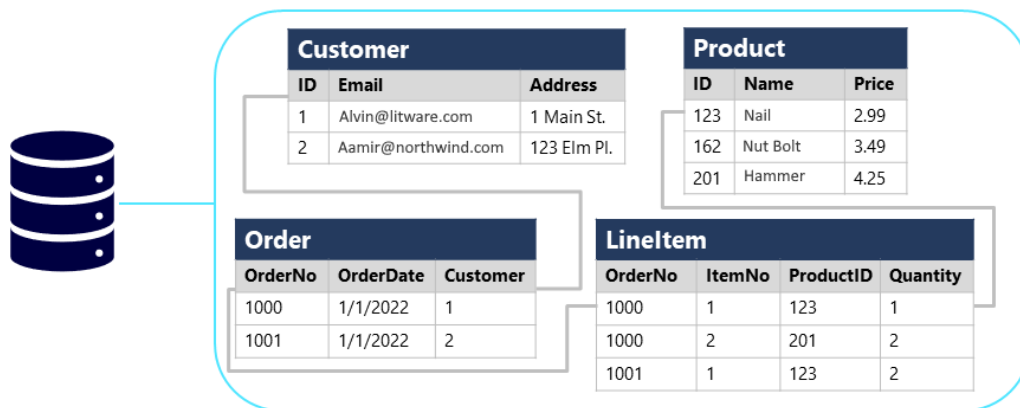 Customer
ID Email Address
1 Alvin@litware.com 1 Main St.
2 Aamir@northwind.com 123 Elm Pl.
Product
ID Name Price
123 Nail 2.99
162 Nut Bolt 3.49
201 Hammer 4.25
Order
OrderNo OrderDate Customer
1000 1/1/2022 1
1001 1/1/2022 2
LineItem
OrderNo ItemNo ProductID Quantity
1000 1 123 1
1000 2 201 2
1001 1 123 2